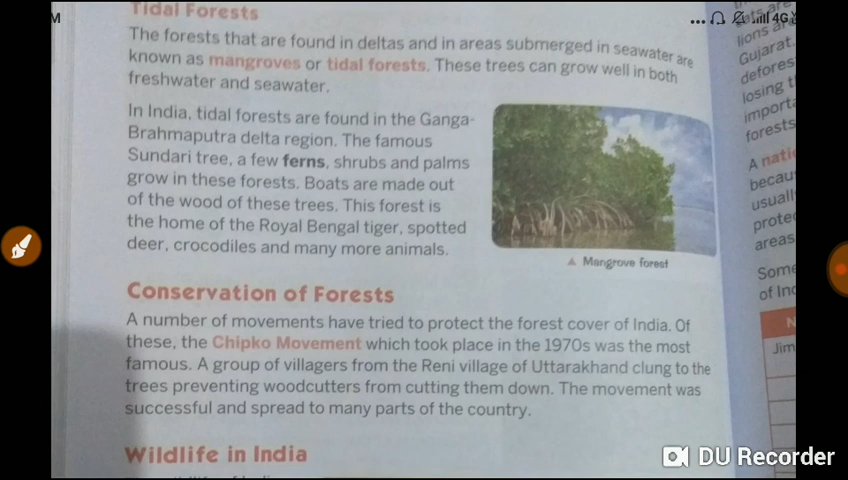 M
4G
Tidal Forests
The forests that are found in deltas and in areas submerged in seawater are
known as mangroves or tidal forests. These trees can grow well in both
freshwater and seawater.
In India, tidal forests are found in the Ganga-
Brahmaputra delta region. The famous
Sundari tree, a few ferns, shrubs and palms
grow in these forests. Boats are made out
of the wood of these trees. This forest is
the home of the Royal Bengal tiger, spotted
deer, crocodiles and many more animals.
▲ Mangrove forest
Conservation of Forests
A number of movements have tried to protect the forest cover of India. Of
these, the Chipko Movement which took place in the 1970s was the most
famous. A group of villagers from the Reni village of Uttarakhand clung to the
trees preventing woodcutters from cutting them down. The movement was
successful and spread to many parts of the country.
Wildlife in India
lions are
Gujarat.
defores
losing t
importa
forests
A natio
becau
usuall
protec
areas
Some
of Ind
N
Jim
DU Recorder